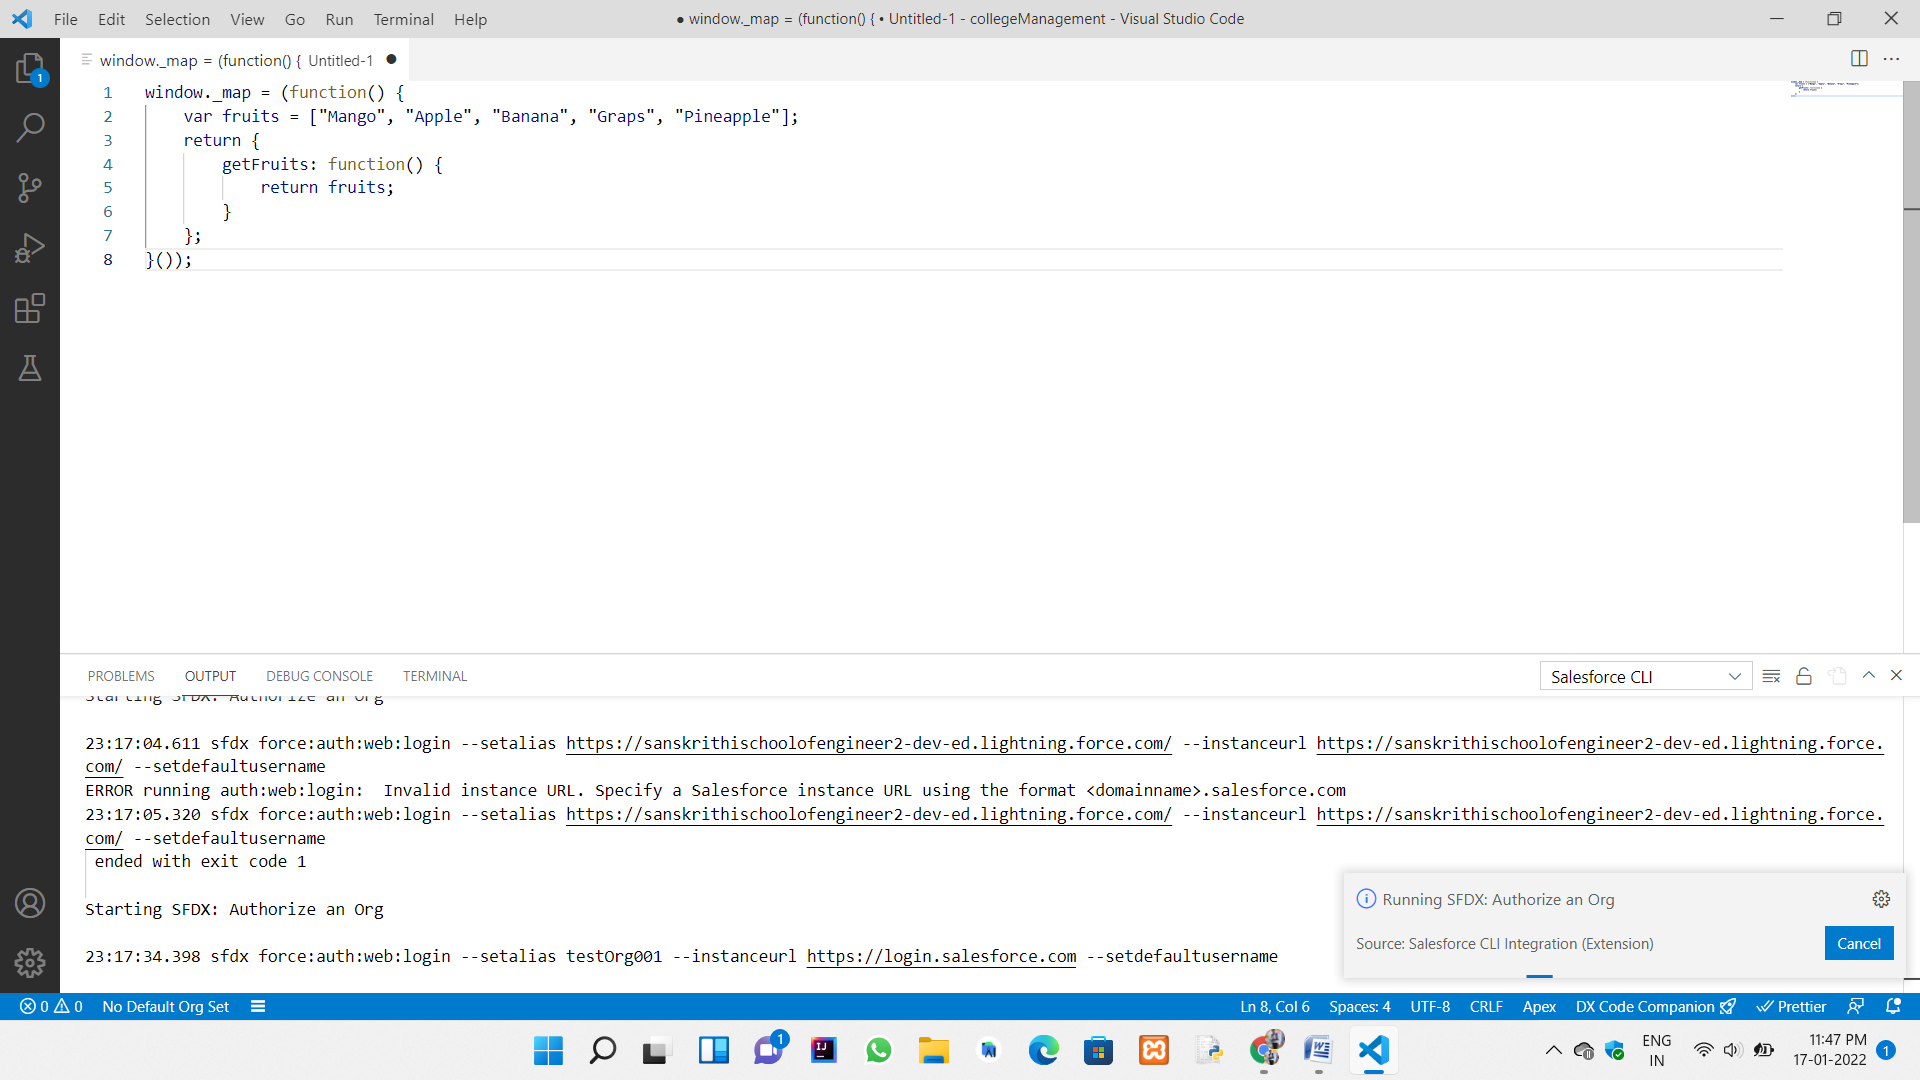 File Edit Selection View Go Run Terminal Help
● window._map = (function() { • Untitled-1 - collegeManagement - Visual Studio Code
window._map = (function() { Untitled-1 ●
1 window._map = (function() {
2 var fruits = ["Mango", "Apple", "Banana", "Graps", "Pineapple"];
3 return {
4 getFruits: function() {
5 return fruits;
6 }
7 };
8 }());
1
PROBLEMS OUTPUT DEBUG CONSOLE TERMINAL
Salesforce CLI
Starting SFDX: Authorize an Org
23:17:04.611 sfdx force:auth:web:login --setalias https://sanskrithischoolofengineer2-dev-ed.lightning.force.com/ --instanceurl https://sanskrithischoolofengineer2-dev-ed.lightning.force.
com/ --setdefaultusername
ERROR running auth:web:login:  Invalid instance URL. Specify a Salesforce instance URL using the format <domainname>.salesforce.com
23:17:05.320 sfdx force:auth:web:login --setalias https://sanskrithischoolofengineer2-dev-ed.lightning.force.com/ --instanceurl https://sanskrithischoolofengineer2-dev-ed.lightning.force.
com/ --setdefaultusername
ended with exit code 1
Starting SFDX: Authorize an Org
23:17:34.398 sfdx force:auth:web:login --setalias testOrg001 --instanceurl https://login.salesforce.com --setdefaultusername
Running SFDX: Authorize an Org
Source: Salesforce CLI Integration (Extension)
Cancel
0 0 No Default Org Set
Ln 8, Col 6 Spaces: 4 UTF-8 CRLF Apex DX Code Companion Prettier
1
ENG
IN
11:47 PM
17-01-2022
1